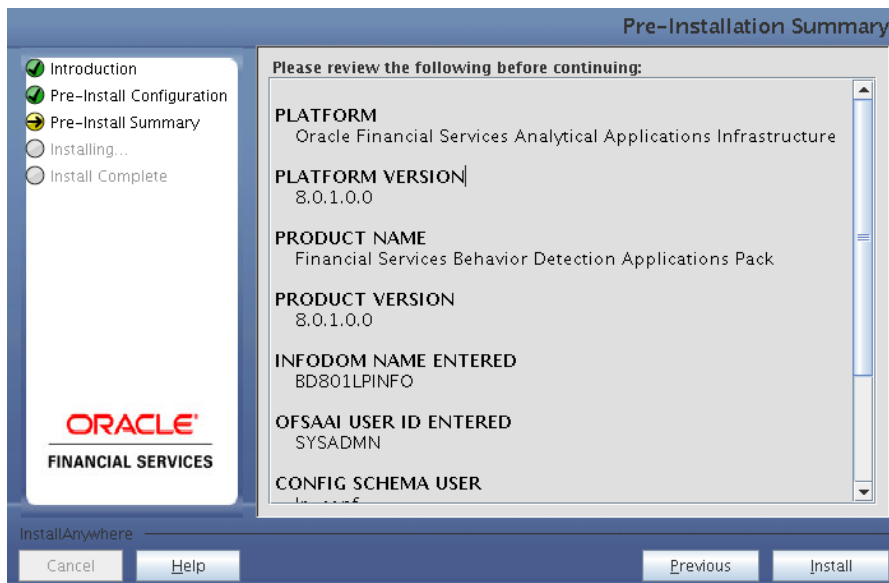 Pre-Installation Summary
Introduction
Pre-Install Configuration
Pre-Install Summary
Installing...
Install Complete
ORACLE'
FINANCIAL SERVICES
Please review the following before continuing:
PLATFORM
Oracle Financial Services Analytical Applications Infrastructure
PLATFORM VERSION
8.0.1.0.0
PRODUCT NAME
Financial Services Behavior Detection Applications Pack
PRODUCT VERSION
8.0.1.0.0
INFODOM NAME ENTERED
BD801LPINFO
OFSAAI USER ID ENTERED
SYSADMN
CONFIG SCHEMA USER
InstallAnywhere
Cancel
Help
Previous
Install